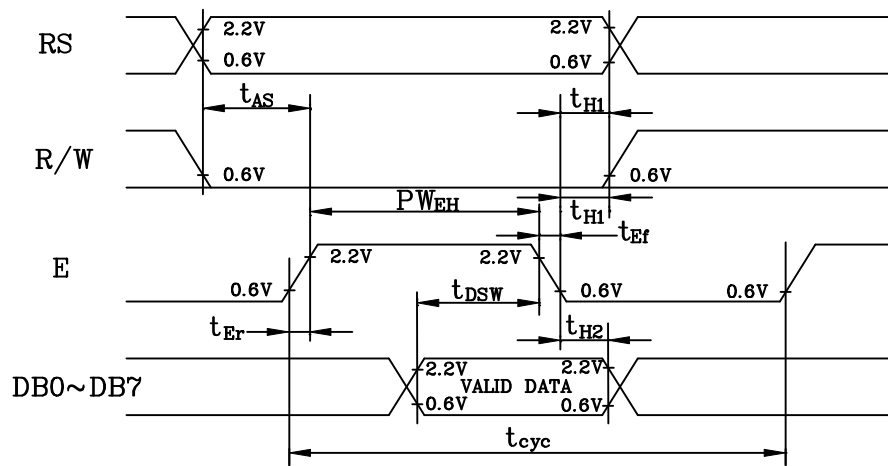 RS
2.2V 2.2V
0.6V 0.6V
tAS tH1
R/W
0.6V 0.6V
PWEH tH1
tEf
E
2.2V 2.2V
0.6V 0.6V 0.6V
tDSW
tEr tH2
DB0~DB7
2.2V VALID DATA 2.2V
0.6V 0.6V
tcyc